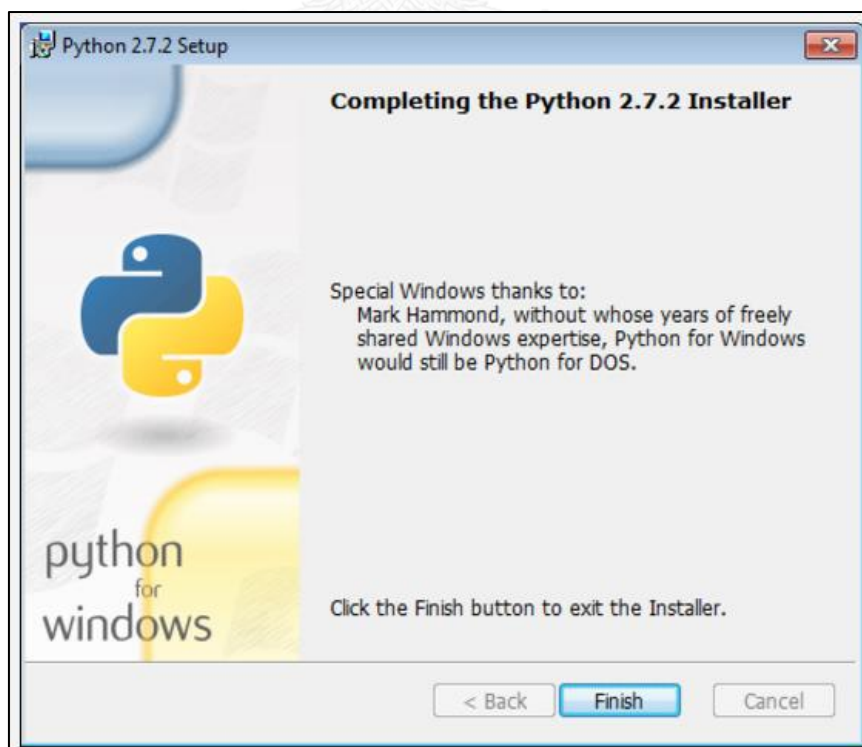 Python 2.7.2 Setup
Completing the Python 2.7.2 Installer
Special Windows thanks to:
Mark Hammond, without whose years of freely
shared Windows expertise, Python for Windows
would still be Python for DOS.
python
for
windows
Click the Finish button to exit the Installer.
< Back
Finish
Cancel